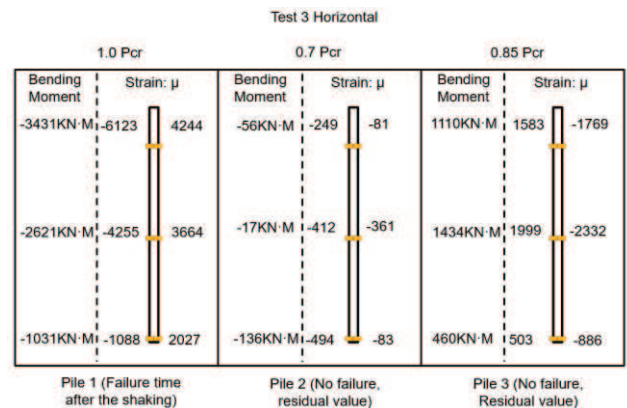 Test 3 Horizontal
1.0 Pcr 0.7 Pcr 0.85 Pcr
Bending Moment Strain: μ Bending Moment Strain: μ Bending Moment Strain: μ
-3431KN·M -6123 4244 -56KN·M -249 -81 1110KN·M 1583 -1769
-2621KN·M -4255 3664 -17KN·M -412 -361 1434KN·M 1999 -2332
-1031KN·M -1088 2027 -136KN·M -494 -83 460KN·M 503 -886
Pile 1 (Failure time after the shaking) Pile 2 (No failure, residual value) Pile 3 (No failure, Residual value)